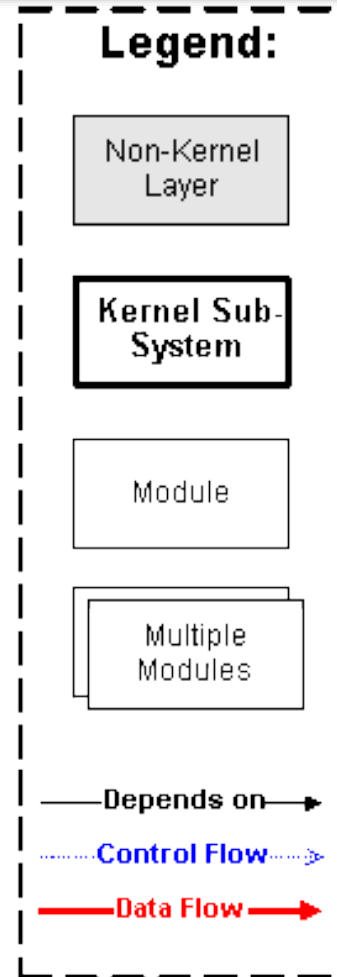 Legend:
Non-Kernel
Layer
Kernel Sub-
System
Module
Multiple
Modules
Depends on
Control Flow
Data Flow